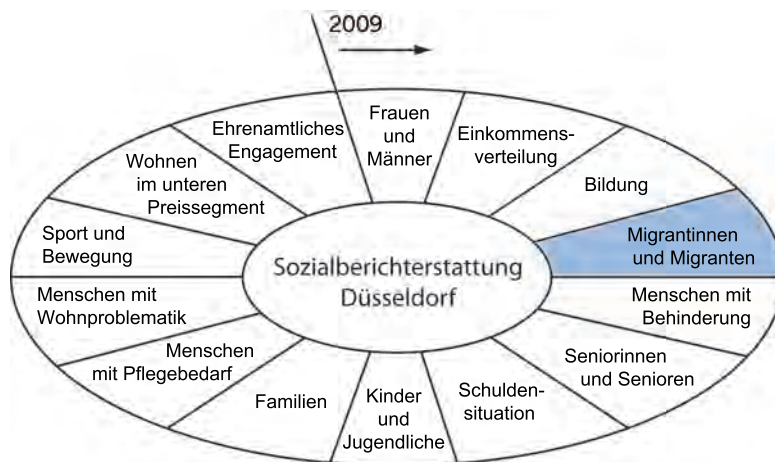 2009
Frauen
und
Männer
Einkommens-
verteilung
Bildung
Migrantinnen
und Migranten
Menschen mit
Behinderung
Seniorinnen
und Senioren
Schulden-
situation
Kinder
und
Jugendliche
Familien
Menschen
mit Pflegebedarf
Menschen mit
Wohnproblematik
Sport und
Bewegung
Wohnen
im unteren
Preissegment
Ehrenamtliches
Engagement
Sozialberichterstattung
Düsseldorf